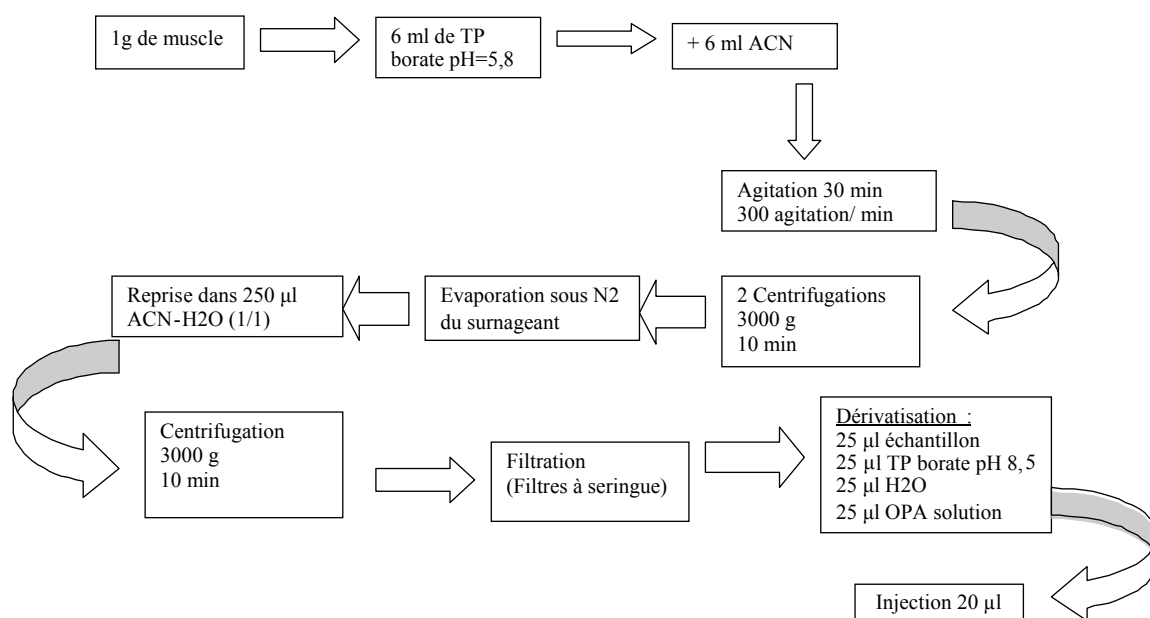 1g de muscle
6 ml de TP
borate pH=5,8
+ 6 ml ACN
Agitation 30 min
300 agitation/ min
2 Centrifugations
3000 g
10 min
Evaporation sous N2
du surnageant
Reprise dans 250 µl
ACN-H2O (1/1)
Centrifugation
3000 g
10 min
Filtration
(Filtres à seringue)
Dérivatisation :
25 µl échantillon
25 µl TP borate pH 8,5
25 µl H2O
25 µl OPA solution
Injection 20 µl